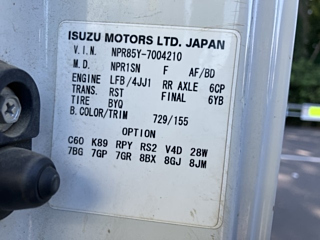 ISUZU MOTORS LTD. JAPAN
V.I.N. NPR85Y-7004210
M.D. NPR1SN F AF/BD
ENGINE LFB/4JJ1 RR AXLE 6CP
TRANS. RST FINAL 6YB
TIRE BYQ
B.COLOR/TRIM 729/155
OPTION
C60 K89 RPY RS2 V4D 28W
7BG 7GP 7GR 8BX 8GJ 8JM